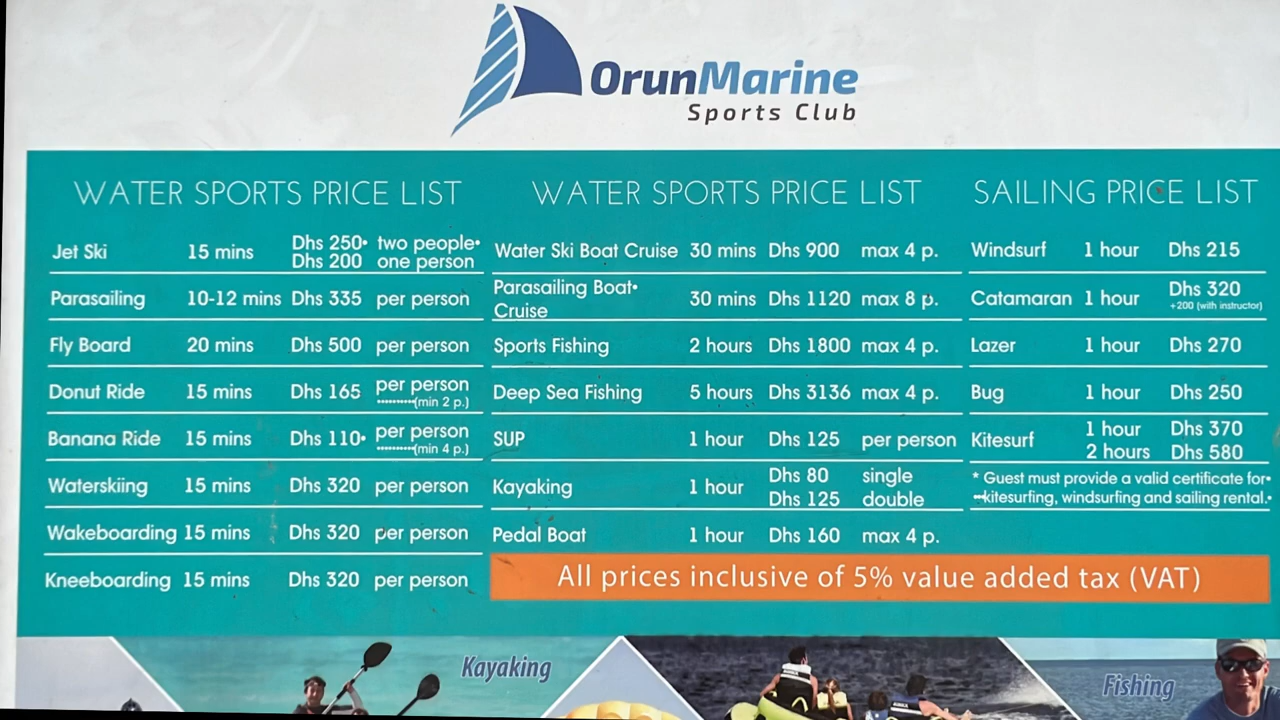 OrunMarine
Sports Club
WATER SPORTS PRICE LIST
Jet Ski 15 mins Dhs 250 two people
Dhs 200 one person
Parasailing 10-12 mins Dhs 335 per person
Fly Board 20 mins Dhs 500 per person
Donut Ride 15 mins Dhs 165 per person
(min 2 p.)
Banana Ride 15 mins Dhs 110 per person
(min 4 p.)
Waterskiing 15 mins Dhs 320 per person
Wakeboarding 15 mins Dhs 320 per person
Kneeboarding 15 mins Dhs 320 per person
WATER SPORTS PRICE LIST
Water Ski Boat Cruise 30 mins Dhs 900 max 4 p.
Parasailing Boat
Cruise 30 mins Dhs 1120 max 8 p.
Sports Fishing 2 hours Dhs 1800 max 4 p.
Deep Sea Fishing 5 hours Dhs 3136 max 4 p.
SUP 1 hour Dhs 125 per person
Kayaking 1 hour Dhs 80 single
Dhs 125 double
Pedal Boat 1 hour Dhs 160 max 4 p.
SAILING PRICE LIST
Windsurf 1 hour Dhs 215
Catamaran 1 hour Dhs 320
+200 (with instructor)
Lazer 1 hour Dhs 270
Bug 1 hour Dhs 250
Kitesurf 1 hour Dhs 370
2 hours Dhs 580
* Guest must provide a valid certificate for
kitesurfing, windsurfing and sailing rental.
All prices inclusive of 5% value added tax (VAT)
Kayaking
Fishing